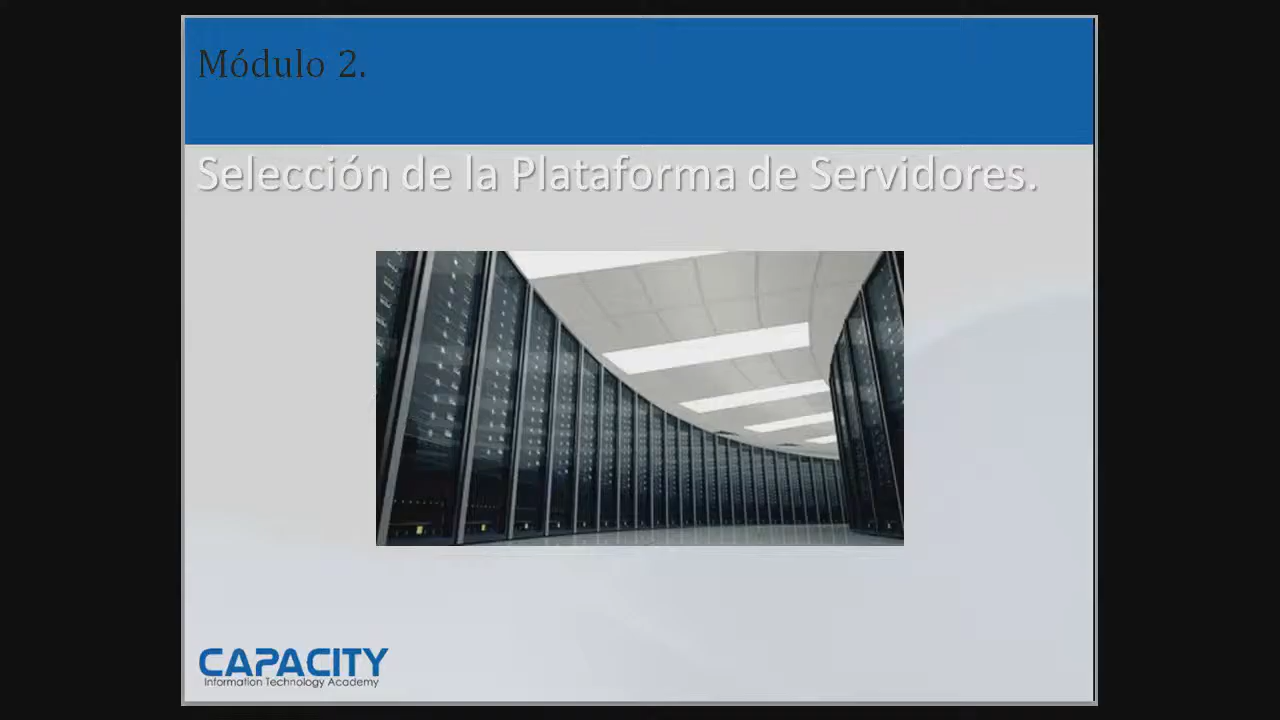 Módulo 2.
Selección de la Plataforma de Servidores.
CAPACITY
Information Technology Academy